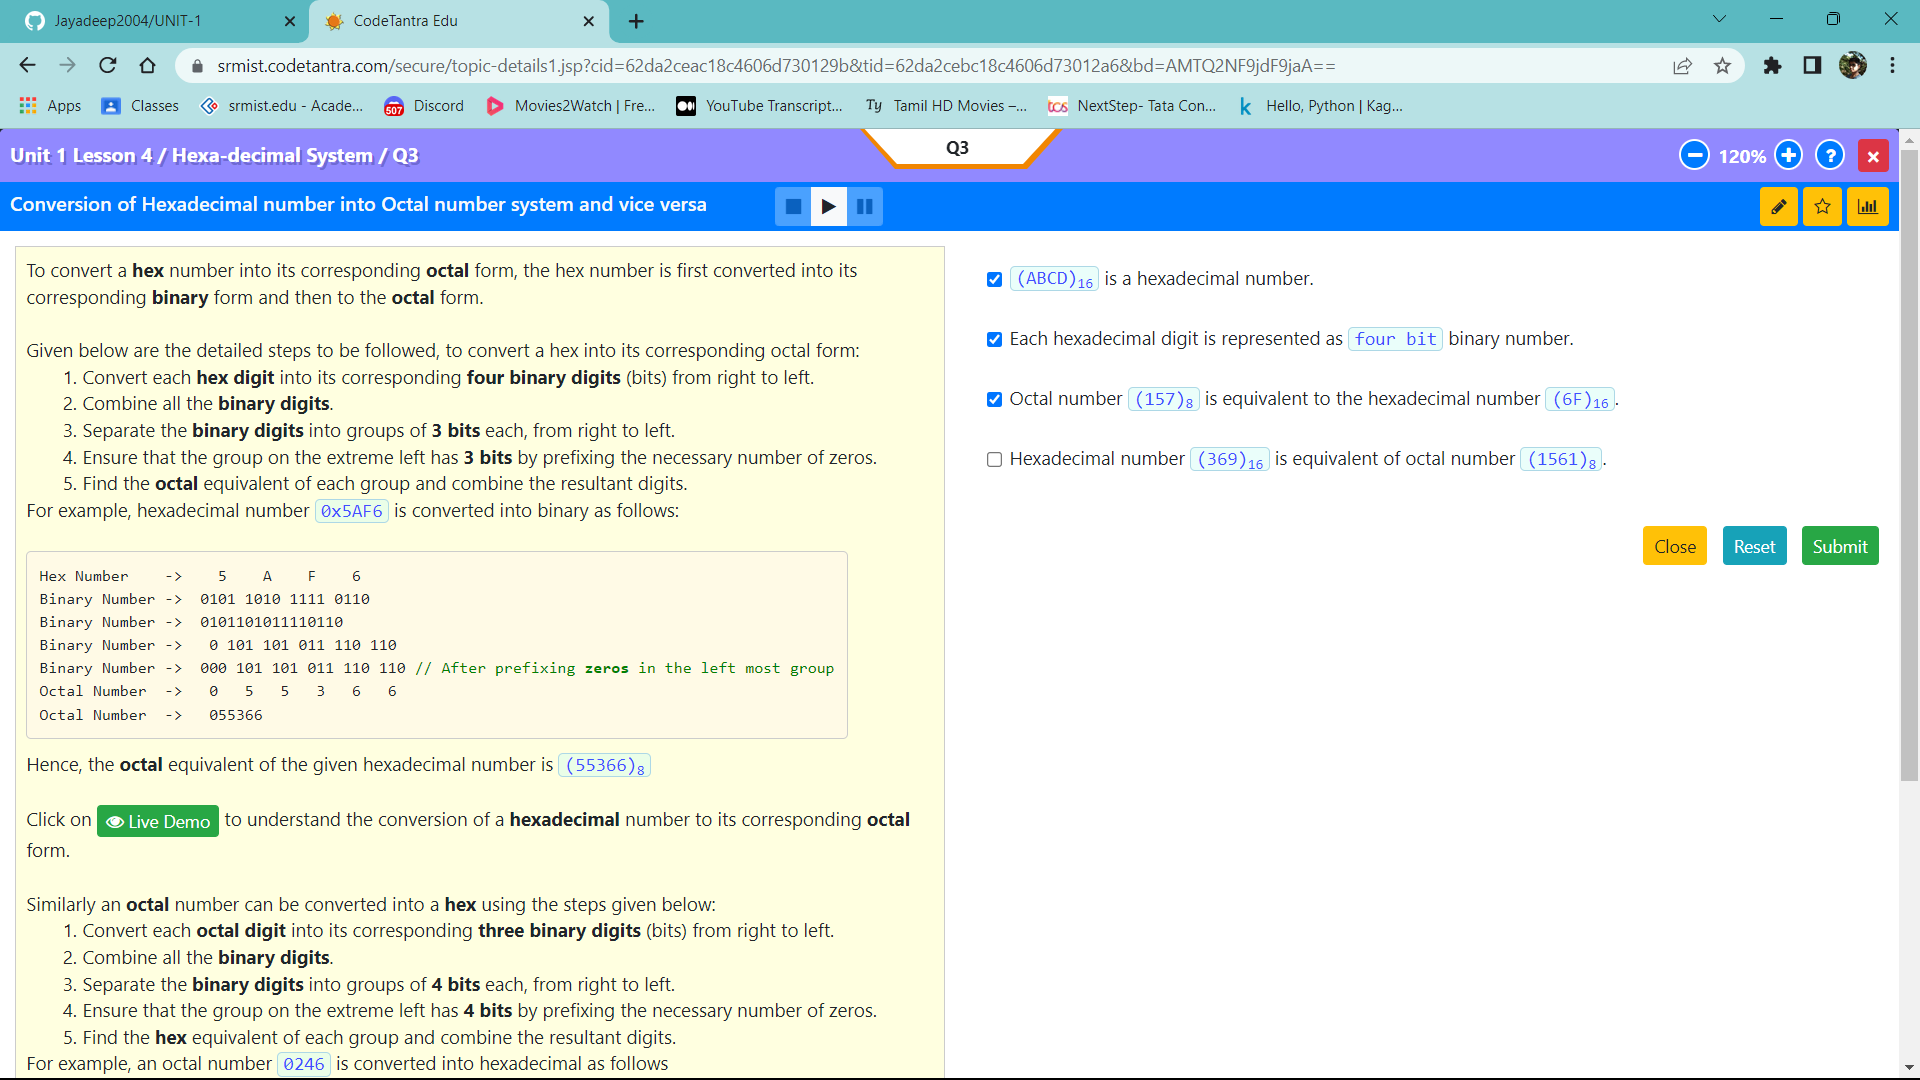 Jayadeep2004/UNIT-1
CodeTantra Edu
srmist.codetantra.com/secure/topic-details1.jsp?cid=62da2ceac18c4606d730129b&tid=62da2cebc18c4606d73012a6&bd=AMTQ2NF9jdF9jaA==
Apps Classes srmist.edu - Acade... 507 Discord Movies2Watch | Fre... YouTube Transcript... Ty Tamil HD Movies –... tcs NextStep- Tata Con... k Hello, Python | Kag...
Unit 1 Lesson 4 / Hexa-decimal System / Q3
Q3
120%
?
Conversion of Hexadecimal number into Octal number system and vice versa
To convert a hex number into its corresponding octal form, the hex number is first converted into its
corresponding binary form and then to the octal form.
Given below are the detailed steps to be followed, to convert a hex into its corresponding octal form:
1. Convert each hex digit into its corresponding four binary digits (bits) from right to left.
2. Combine all the binary digits.
3. Separate the binary digits into groups of 3 bits each, from right to left.
4. Ensure that the group on the extreme left has 3 bits by prefixing the necessary number of zeros.
5. Find the octal equivalent of each group and combine the resultant digits.
For example, hexadecimal number 0x5AF6 is converted into binary as follows:
Hex Number -> 5 A F 6
Binary Number -> 0101 1010 1111 0110
Binary Number -> 0101101011110110
Binary Number -> 0 101 101 011 110 110
Binary Number -> 000 101 101 011 110 110 // After prefixing zeros in the left most group
Octal Number -> 0 5 5 3 6 6
Octal Number -> 055366
Hence, the octal equivalent of the given hexadecimal number is (55366)₈
Click on Live Demo to understand the conversion of a hexadecimal number to its corresponding octal
form.
Similarly an octal number can be converted into a hex using the steps given below:
1. Convert each octal digit into its corresponding three binary digits (bits) from right to left.
2. Combine all the binary digits.
3. Separate the binary digits into groups of 4 bits each, from right to left.
4. Ensure that the group on the extreme left has 4 bits by prefixing the necessary number of zeros.
5. Find the hex equivalent of each group and combine the resultant digits.
For example, an octal number 0246 is converted into hexadecimal as follows
(ABCD)₁₆ is a hexadecimal number.
Each hexadecimal digit is represented as four bit binary number.
Octal number (157)₈ is equivalent to the hexadecimal number (6F)₁₆.
Hexadecimal number (369)₁₆ is equivalent of octal number (1561)₈.
Close Reset Submit